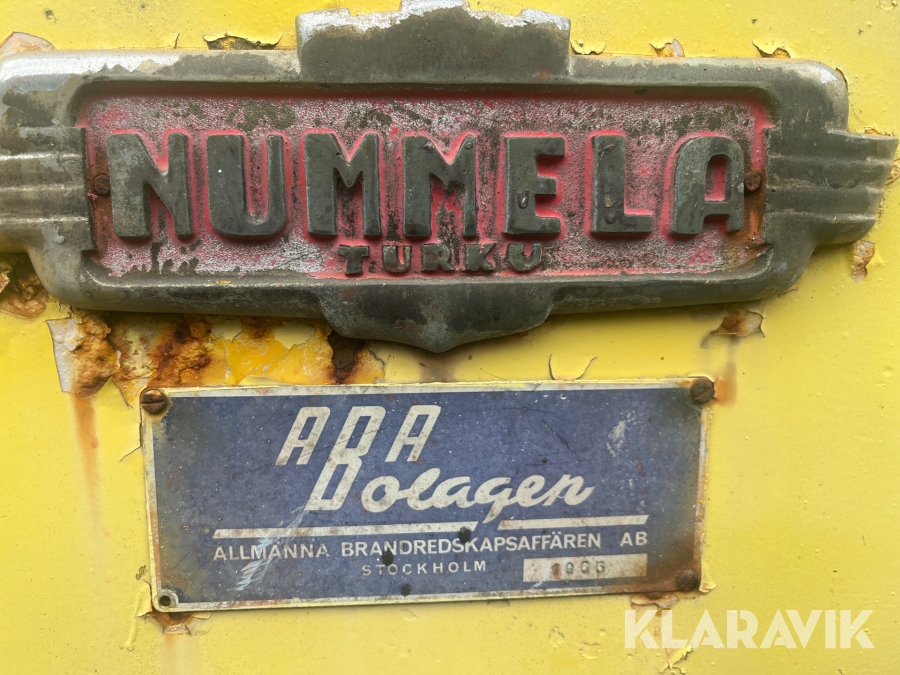 NUMMELA
TURKU
ABA
Bolagen
ALLMÄNNA BRANDREDSKAPSAFFÄREN AB
STOCKHOLM
KLARAVIK